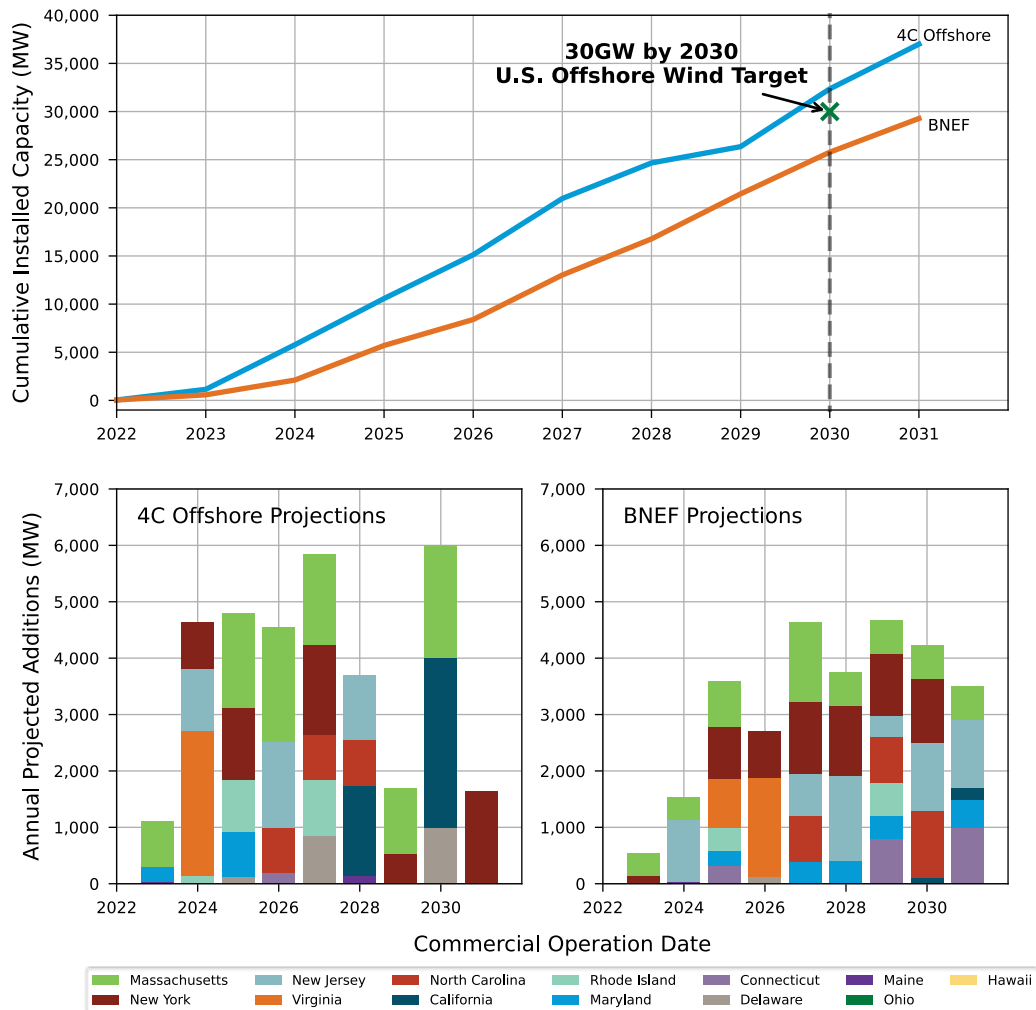 40,000
35,000
30,000
25,000
20,000
15,000
10,000
5,000
0
Cumulative Installed Capacity (MW)
4C Offshore
30GW by 2030
U.S. Offshore Wind Target
BNEF
2022 2023 2024 2025 2026 2027 2028 2029 2030 2031
Annual Projected Additions (MW)
7,000
6,000
5,000
4,000
3,000
2,000
1,000
0
4C Offshore Projections
2022 2024 2026 2028 2030
7,000
6,000
5,000
4,000
3,000
2,000
1,000
0
BNEF Projections
2022 2024 2026 2028 2030
Commercial Operation Date
Massachusetts New Jersey North Carolina Rhode Island Connecticut Maine Hawaii
New York Virginia California Maryland Delaware Ohio